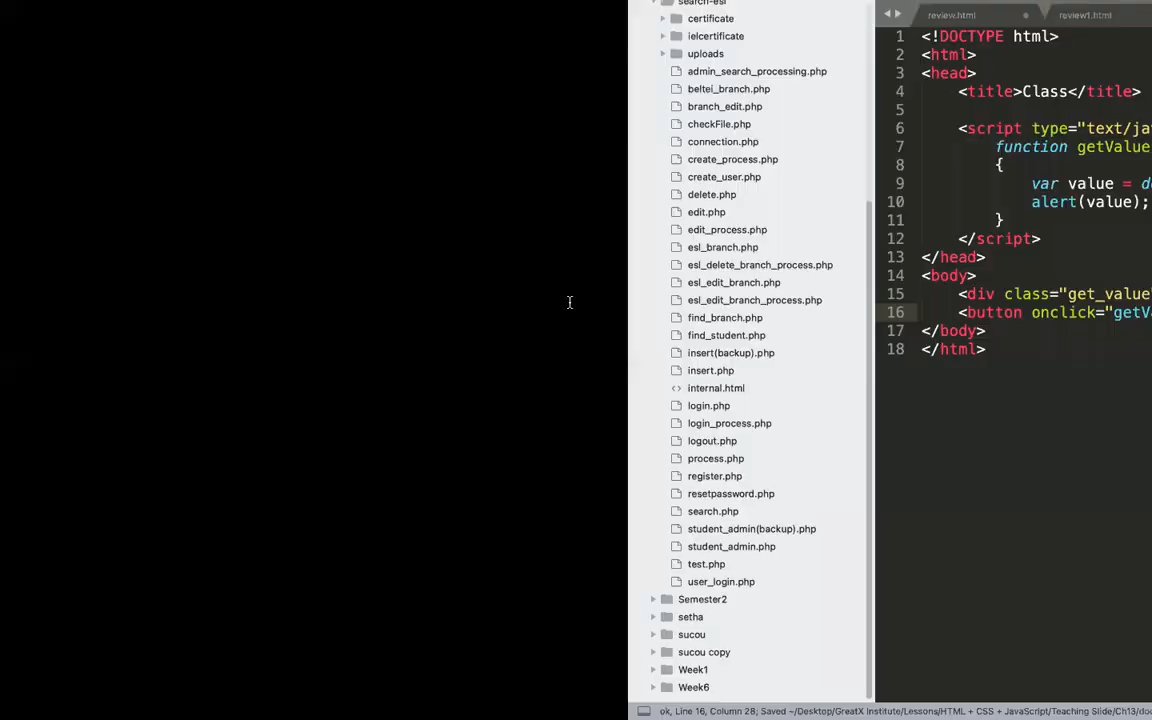 search-esl
certificate
ielcertificate
uploads
admin_search_processing.php
beltei_branch.php
branch_edit.php
checkFile.php
connection.php
create_process.php
create_user.php
delete.php
edit.php
edit_process.php
esl_branch.php
esl_delete_branch_process.php
esl_edit_branch.php
esl_edit_branch_process.php
find_branch.php
find_student.php
insert(backup).php
insert.php
<> internal.html
login.php
login_process.php
logout.php
process.php
register.php
resetpassword.php
search.php
student_admin(backup).php
student_admin.php
test.php
user_login.php
Semester2
setha
sucou
sucou copy
Week1
Week6
review.html
review1.html
1 <!DOCTYPE html>
2 <html>
3 <head>
4 <title>Class</title>
5
6 <script type="text/ja
7 function getValue
8 {
9 var value = do
10 alert(value);
11 }
12 </script>
13 </head>
14 <body>
15 <div class="get_value"
16 <button onclick="getVa
17 </body>
18 </html>
ok, Line 16, Column 28; Saved ~/Desktop/GreatX Institute/Lessons/HTML + CSS + JavaScript/Teaching Slide/Ch13/doc